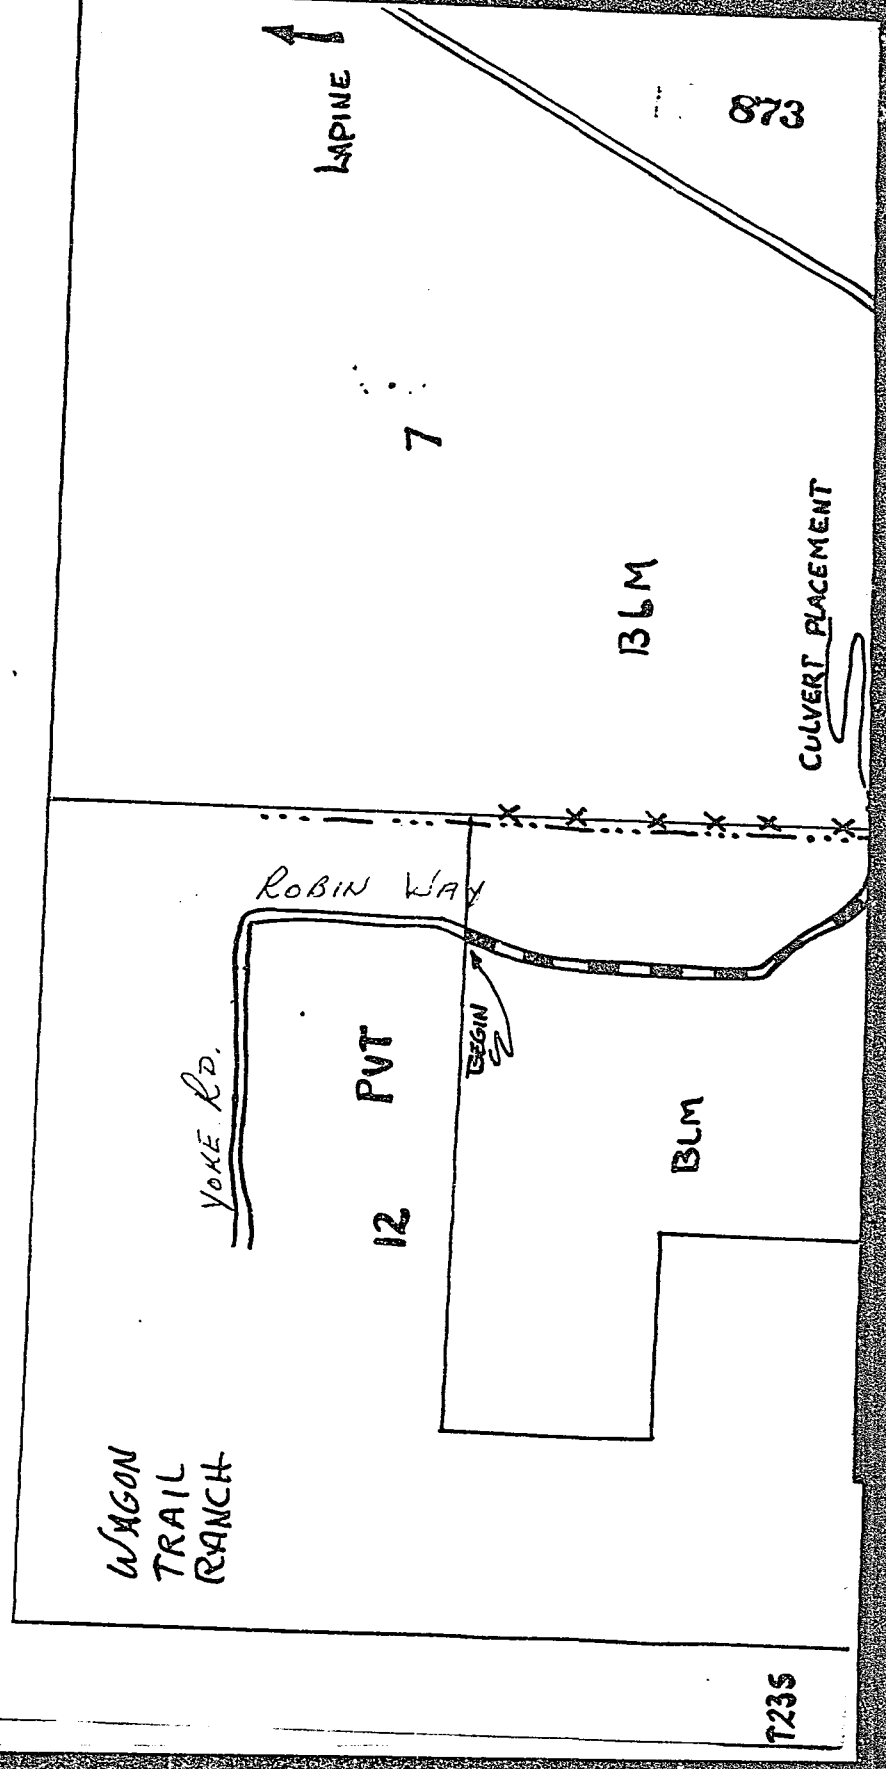 WAGON
TRAIL
RANCH
YOKE RD.
ROBIN WAY
LAPINE
12
PVT
7
BEGIN
BLM
BLM
873
CULVERT PLACEMENT
T23S